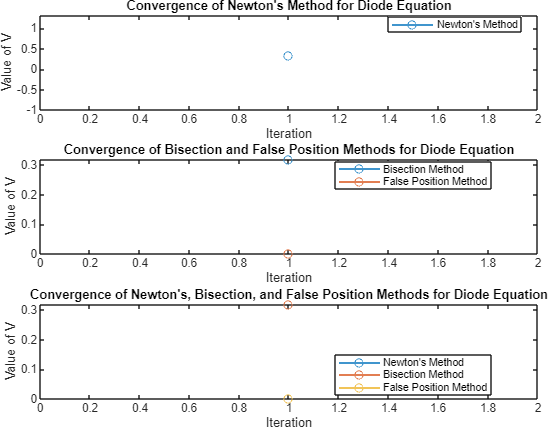 Convergence of Newton's Method for Diode Equation
Value of V
1
0.5
0
-0.5
-1
Newton's Method
0 0.2 0.4 0.6 0.8 1 1.2 1.4 1.6 1.8 2
Iteration
Convergence of Bisection and False Position Methods for Diode Equation
Value of V
0.3
0.2
0.1
0
Bisection Method
False Position Method
0 0.2 0.4 0.6 0.8 1 1.2 1.4 1.6 1.8 2
Iteration
Convergence of Newton's, Bisection, and False Position Methods for Diode Equation
Value of V
0.3
0.2
0.1
0
Newton's Method
Bisection Method
False Position Method
0 0.2 0.4 0.6 0.8 1 1.2 1.4 1.6 1.8 2
Iteration